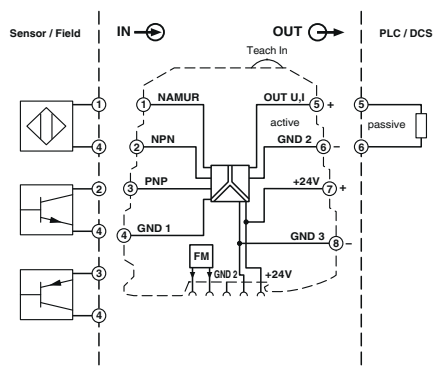 Sensor / Field
IN
OUT
PLC / DCS
Teach In
1
1
NAMUR
OUT U,I
5
+
5
active
passive
4
2
NPN
GND 2
6
–
6
2
3
PNP
+24V
7
+
4
4
GND 1
GND 3
8
–
FM
GND 2
+24V
3
4